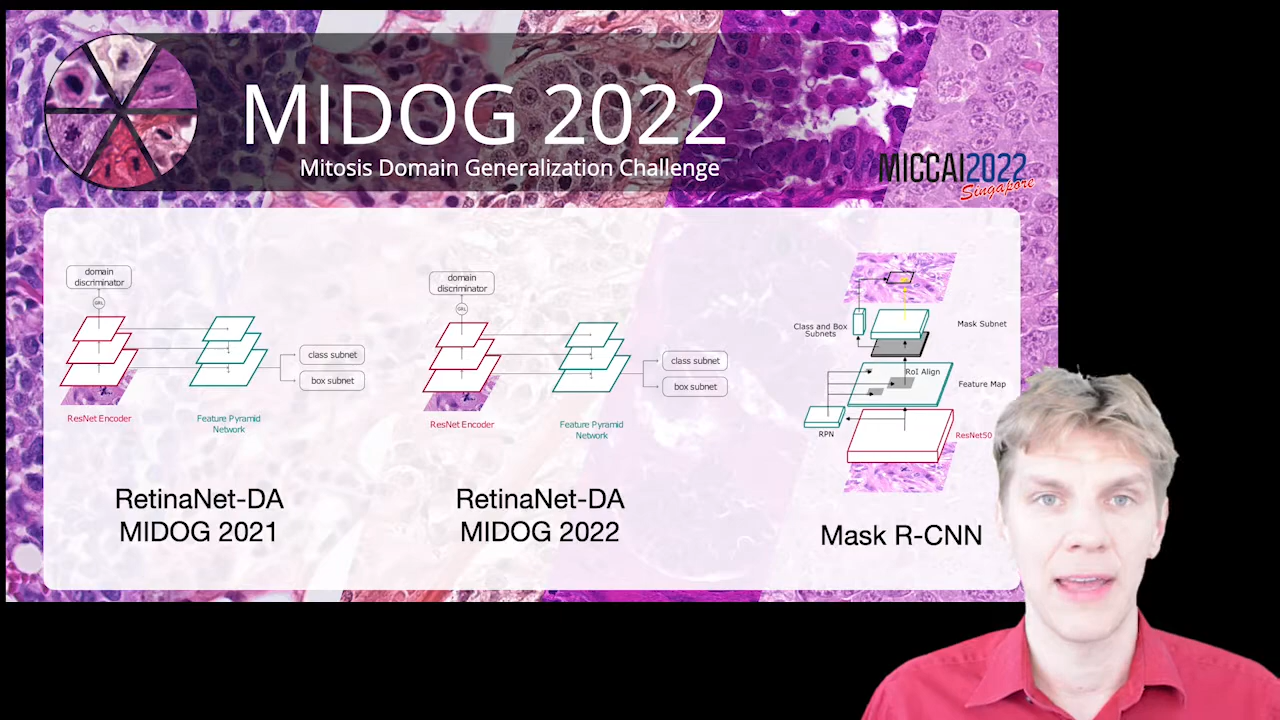 MIDOG 2022
Mitosis Domain Generalization Challenge
MICCAI2022
Singapore
domain
discriminator
GRL
class subnet
box subnet
ResNet Encoder
Feature Pyramid
Network
RetinaNet-DA
MIDOG 2021
domain
discriminator
GRL
class subnet
box subnet
ResNet Encoder
Feature Pyramid
Network
RetinaNet-DA
MIDOG 2022
Class and Box
Subnets
Mask Subnet
RoI Align
Feature Map
RPN
ResNet50
Mask R-CNN